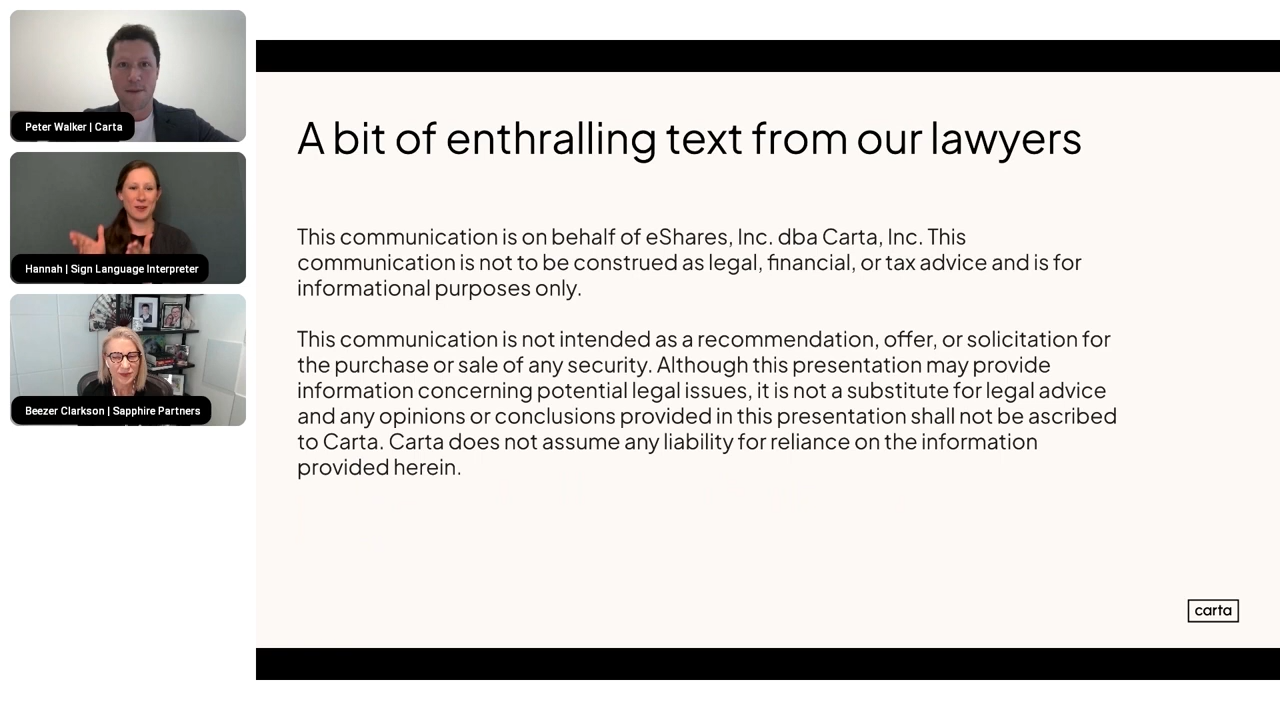 Peter Walker | Carta
Hannah | Sign Language Interpreter
Beezer Clarkson | Sapphire Partners
A bit of enthralling text from our lawyers
This communication is on behalf of eShares, Inc. dba Carta, Inc. This
communication is not to be construed as legal, financial, or tax advice and is for
informational purposes only.
This communication is not intended as a recommendation, offer, or solicitation for
the purchase or sale of any security. Although this presentation may provide
information concerning potential legal issues, it is not a substitute for legal advice
and any opinions or conclusions provided in this presentation shall not be ascribed
to Carta. Carta does not assume any liability for reliance on the information
provided herein.
carta